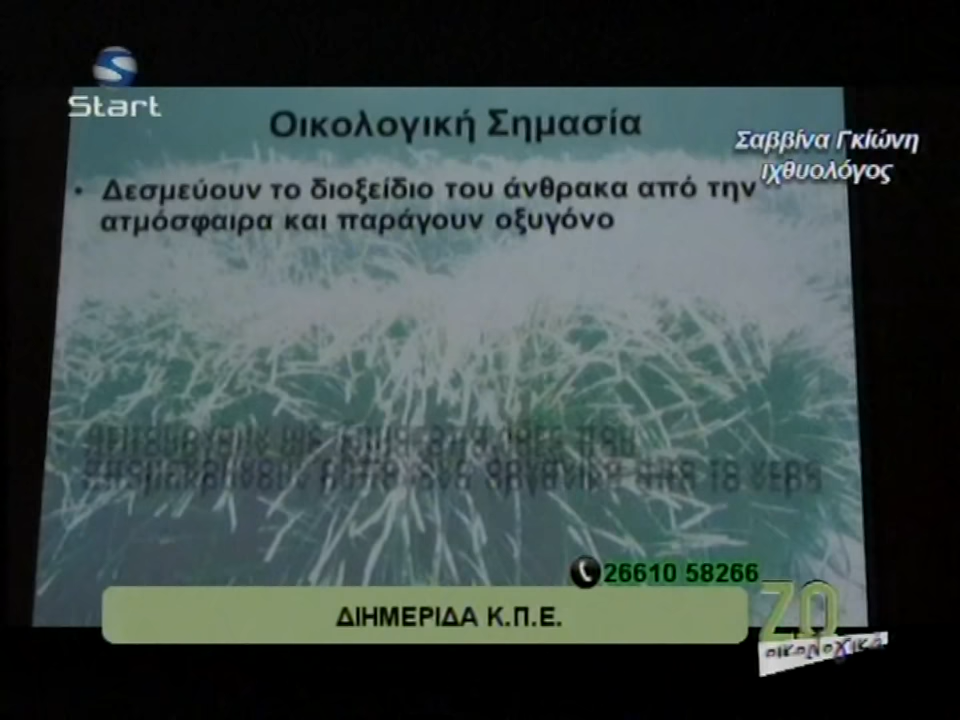 Start
Οικολογική Σημασία
Σαββίνα Γκίώνη
ιχθυολόγος
• Δεσμεύουν το διοξείδιο του άνθρακα από την
ατμόσφαιρα και παράγουν οξυγόνο
26610 58266
ΔΙΗΜΕΡΙΔΑ Κ.Π.Ε.
ΖΩ
οικολογικά